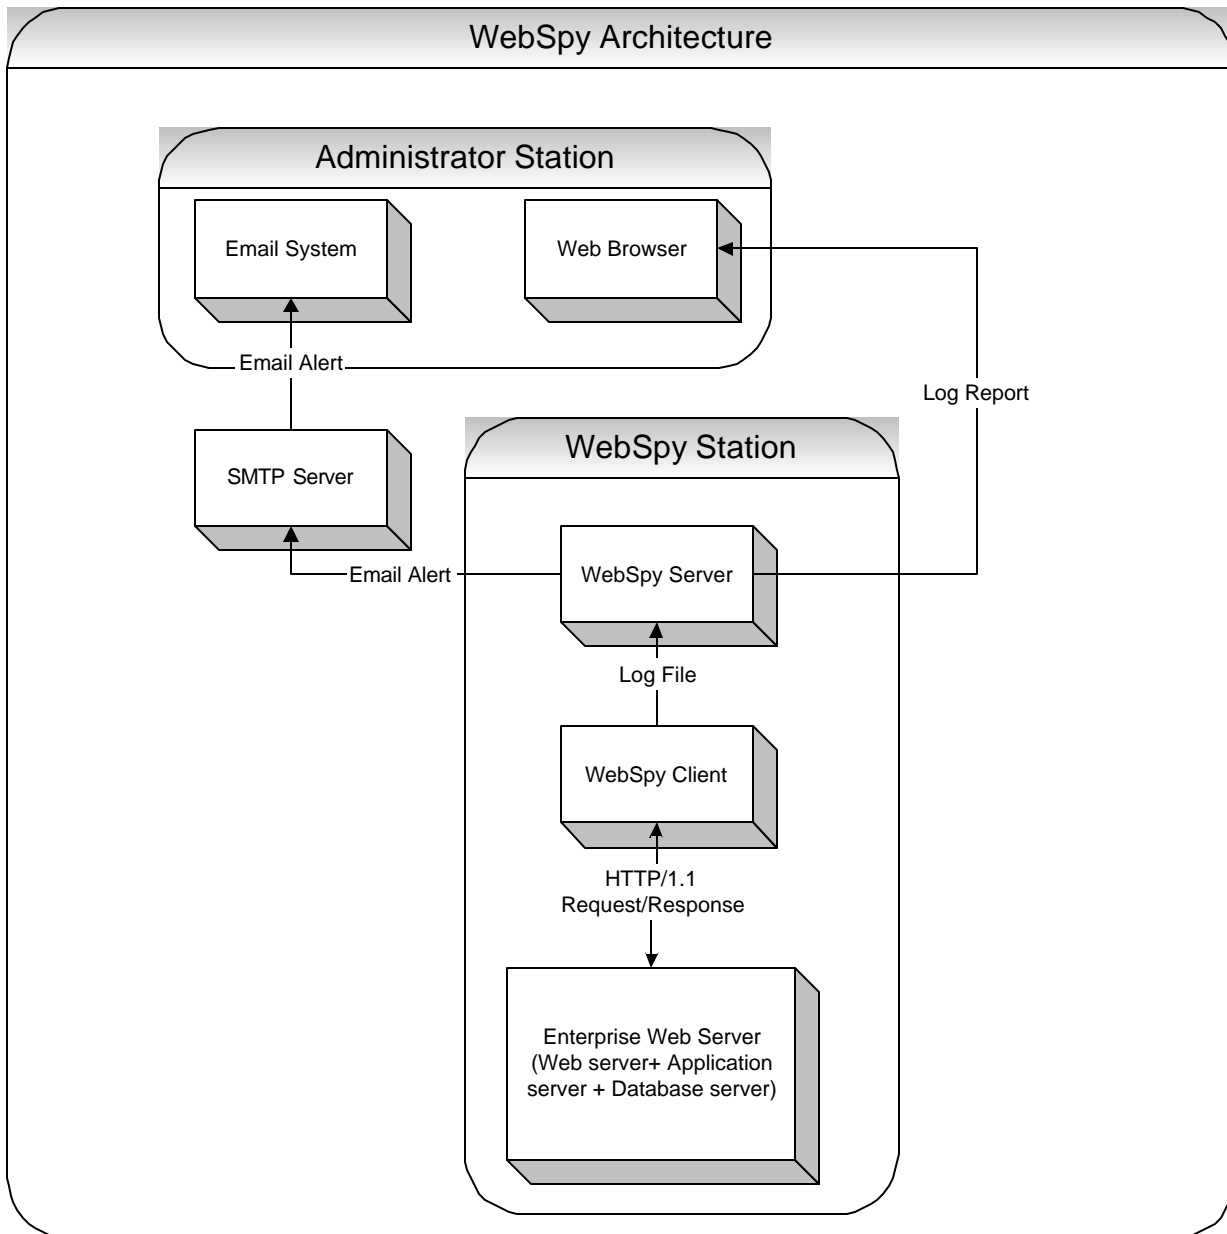 WebSpy Architecture
Administrator Station
Email System
Web Browser
Email Alert
Log Report
WebSpy Station
SMTP Server
Email Alert
WebSpy Server
Log File
WebSpy Client
HTTP/1.1
Request/Response
Enterprise Web Server
(Web server+ Application
server + Database server)